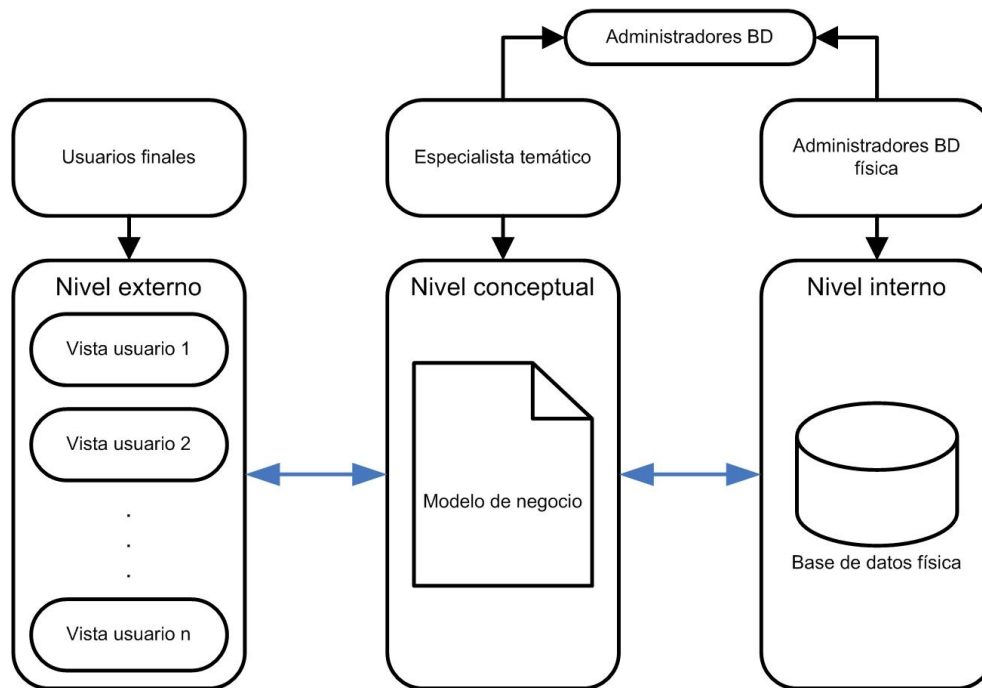 Administradores BD
Usuarios finales
Especialista temático
Administradores BD
física
Nivel externo
Vista usuario 1
Vista usuario 2
.
.
.
Vista usuario n
Nivel conceptual
Modelo de negocio
Nivel interno
Base de datos física